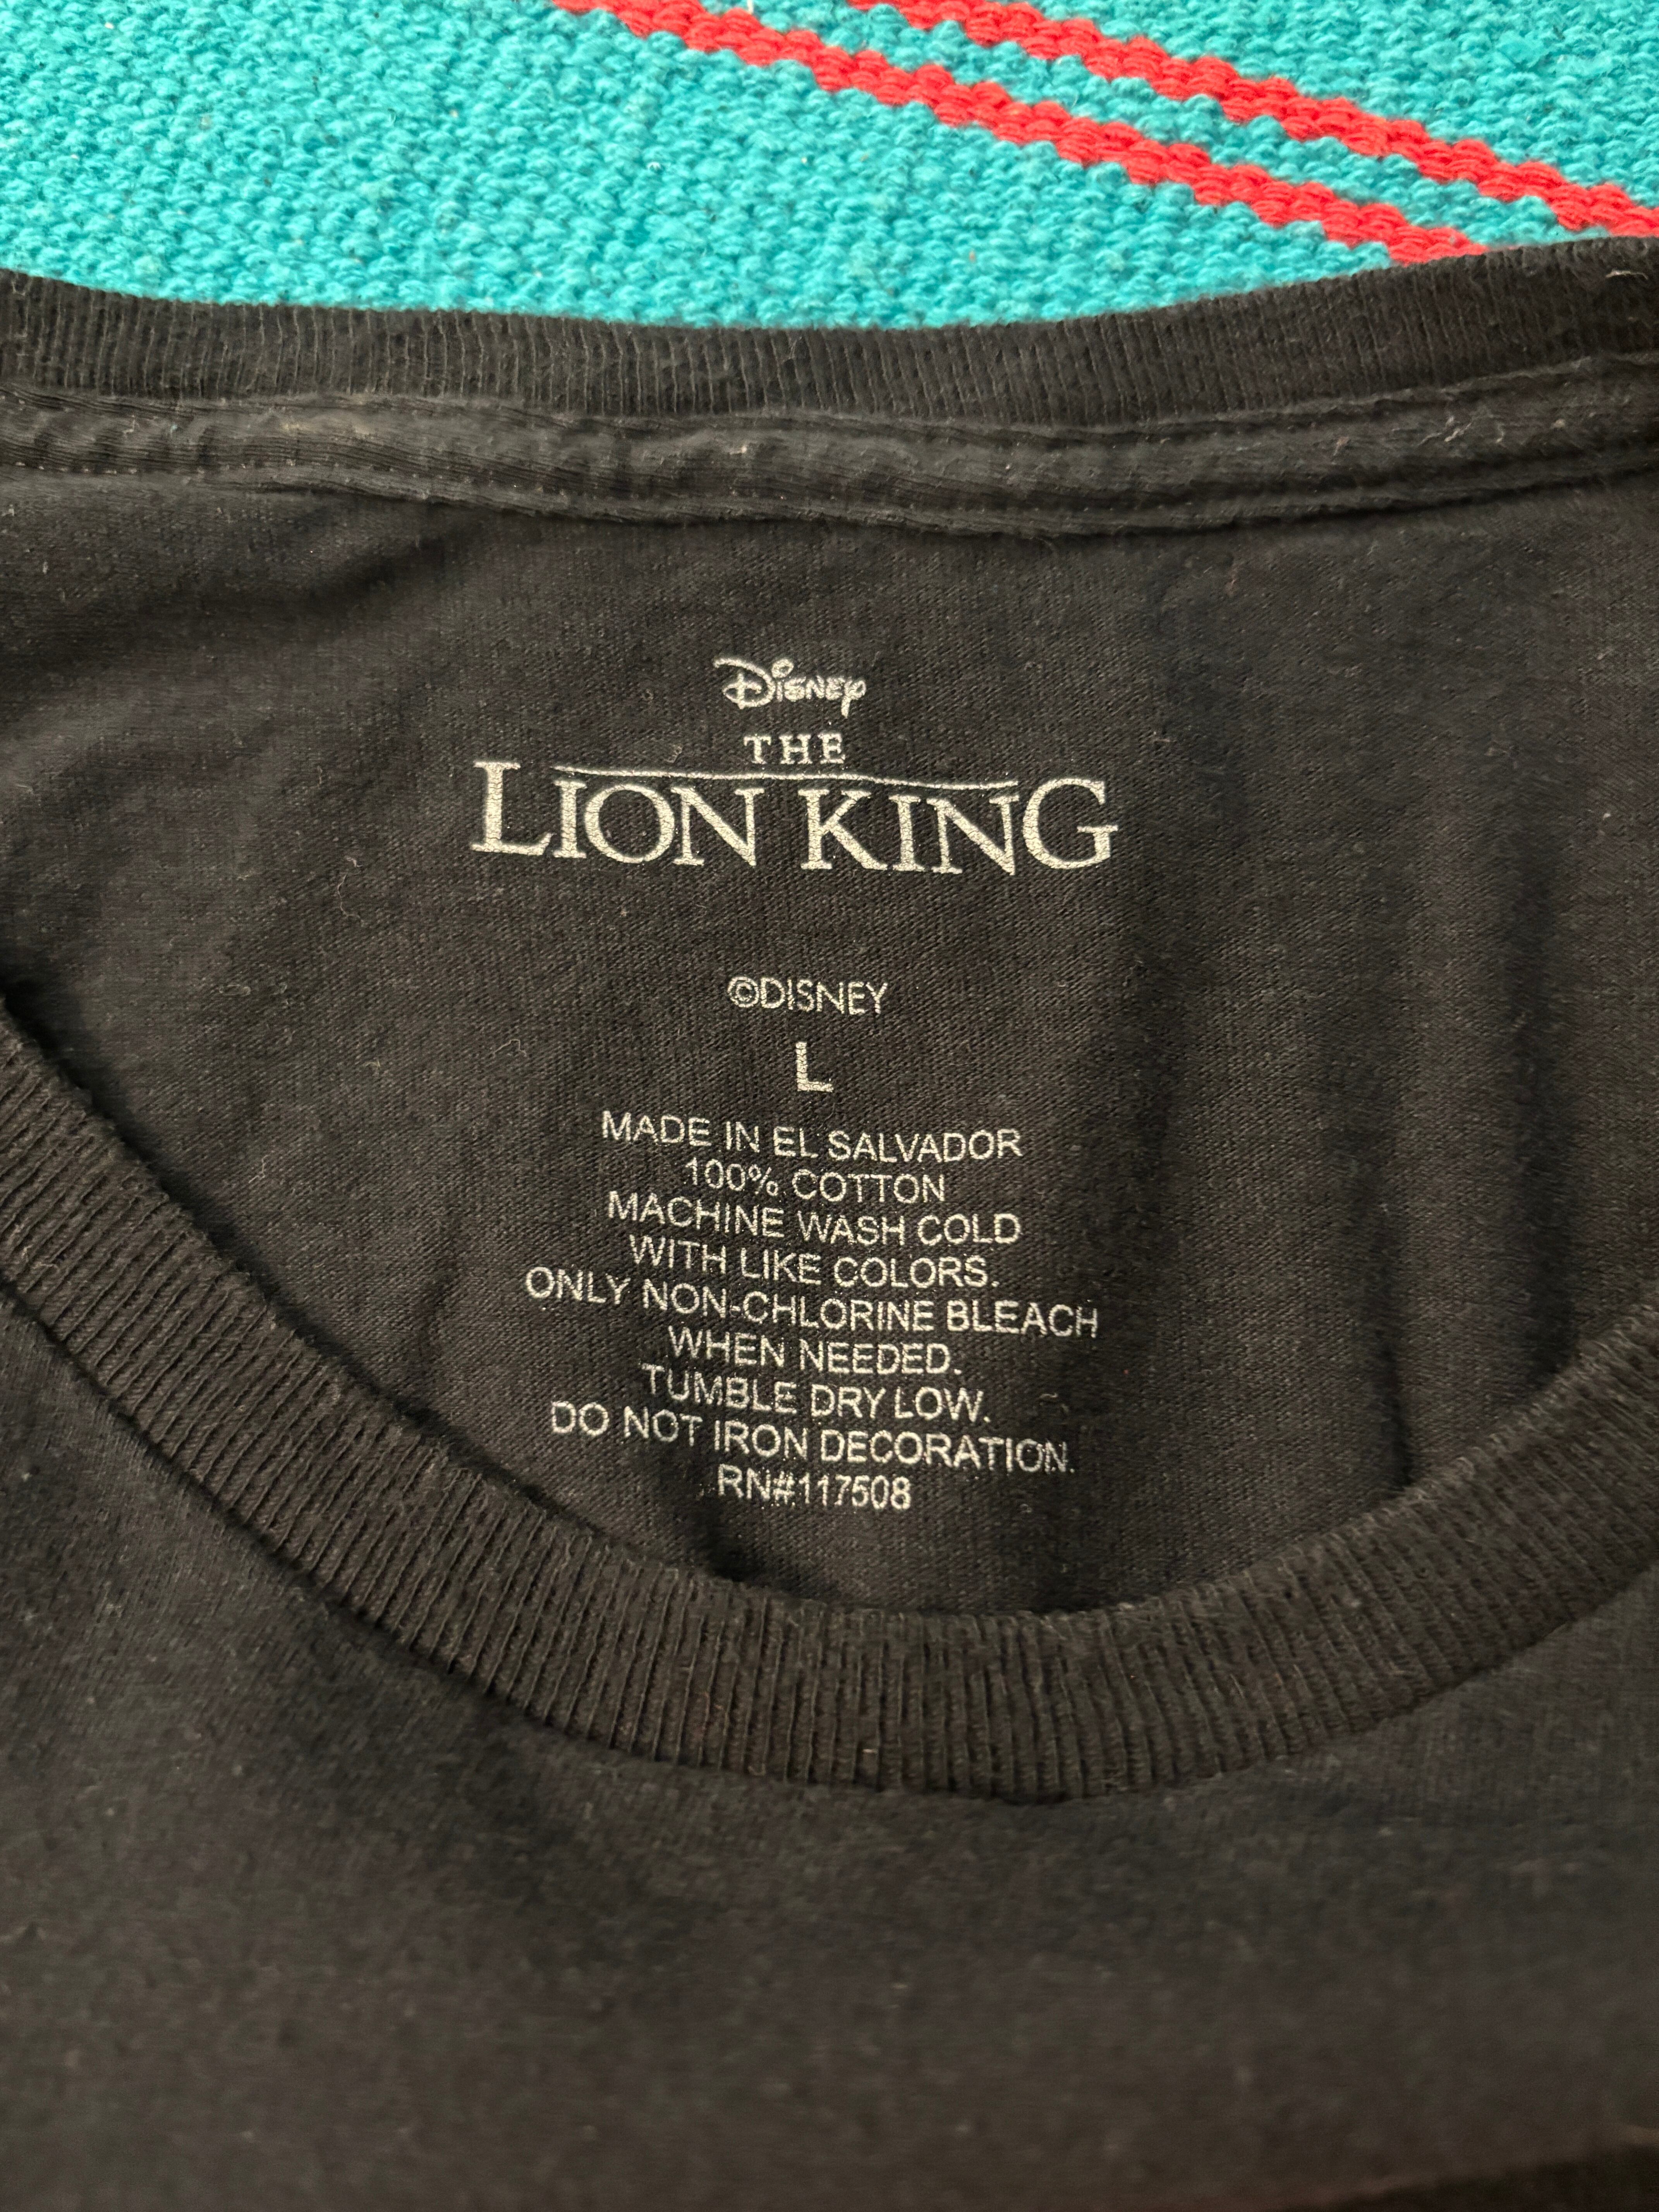 Disney
THE
LION KING
©DISNEY
L
MADE IN EL SALVADOR
100% COTTON
MACHINE WASH COLD
WITH LIKE COLORS.
ONLY NON-CHLORINE BLEACH
WHEN NEEDED.
TUMBLE DRY LOW.
DO NOT IRON DECORATION.
RN#117508